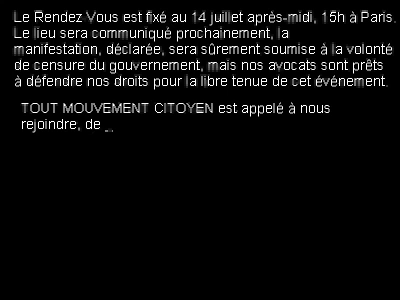 Le Rendez Vous est fixé au 14 juillet après-midi, 15h à Paris.
Le lieu sera communiqué prochainement, la
manifestation, déclarée, sera sûrement soumise à la volonté
de censure du gouvernement, mais nos avocats sont prêts
à défendre nos droits pour la libre tenue de cet événement.
TOUT MOUVEMENT CITOYEN est appelé à nous
rejoindre, de _